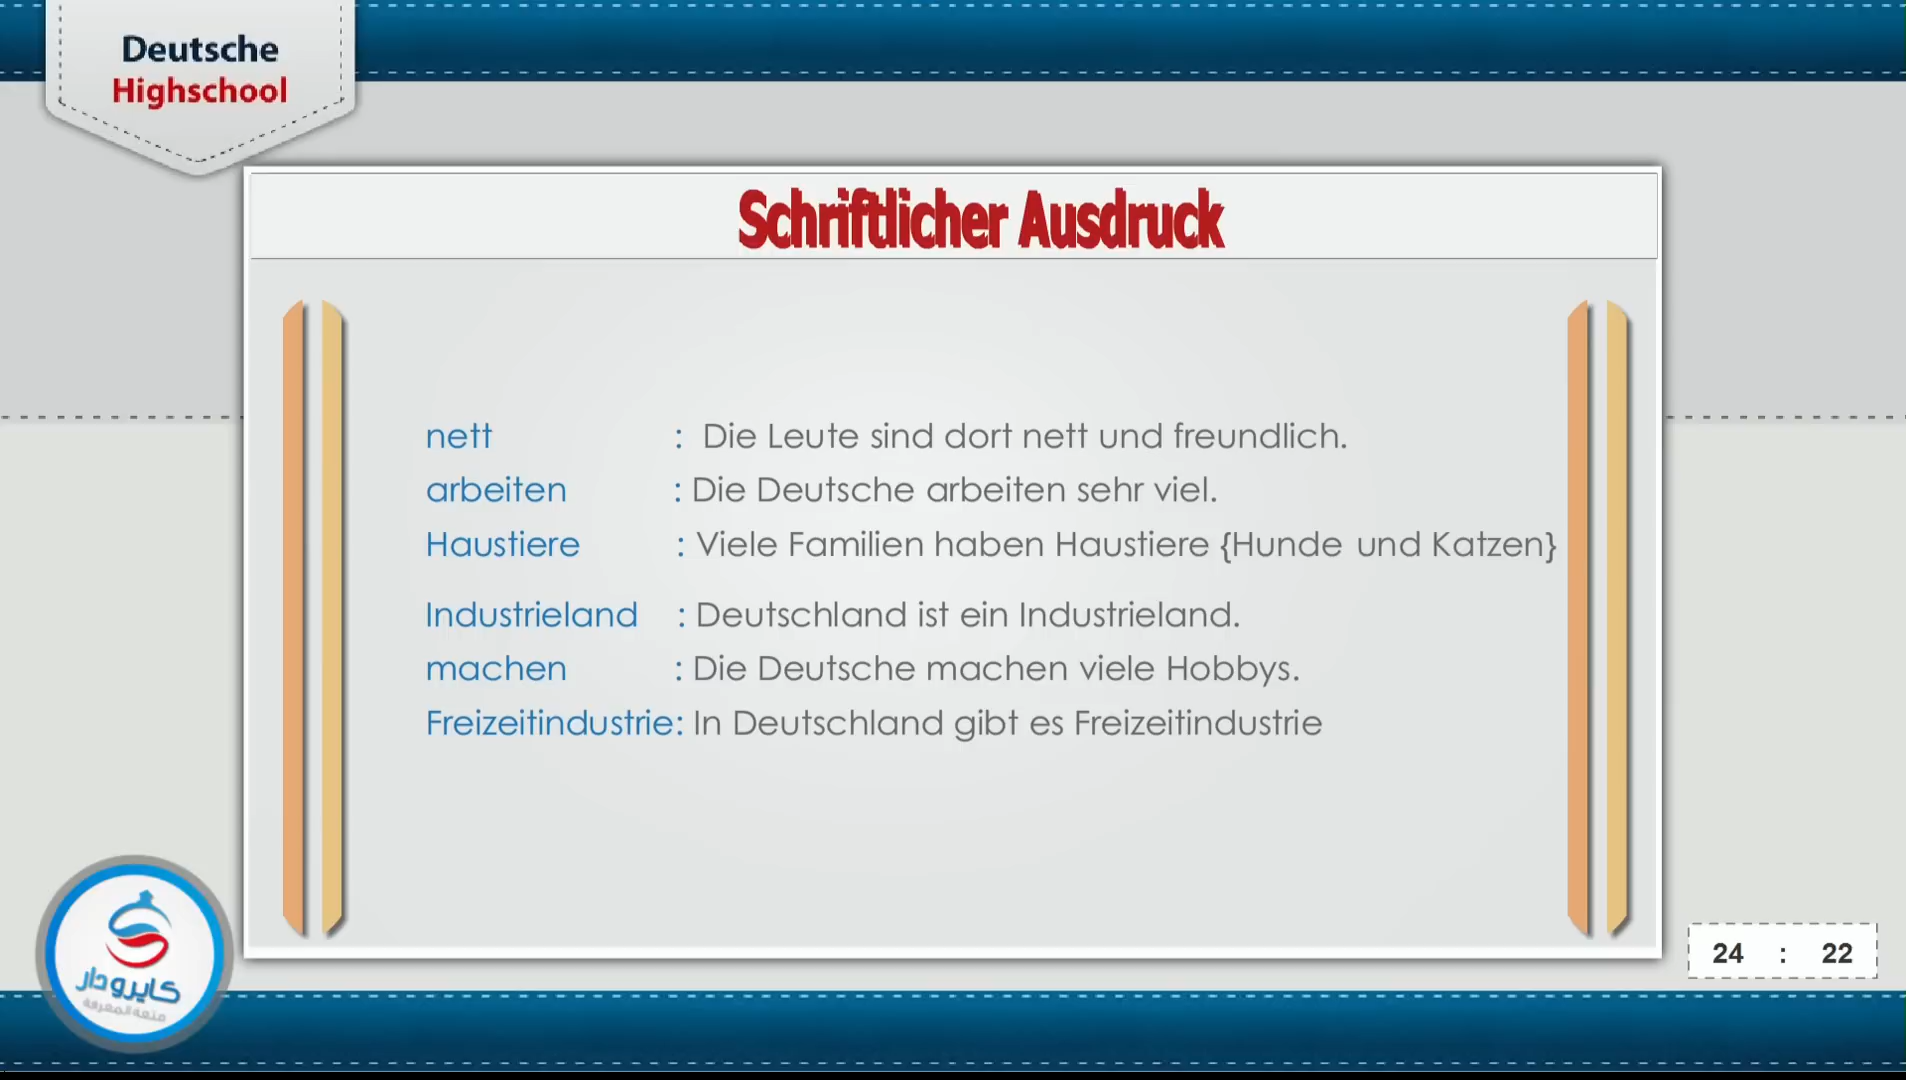 Deutsche
Highschool
Schriftlicher Ausdruck
nett : Die Leute sind dort nett und freundlich.
arbeiten : Die Deutsche arbeiten sehr viel.
Haustiere : Viele Familien haben Haustiere {Hunde und Katzen}
Industrieland : Deutschland ist ein Industrieland.
machen : Die Deutsche machen viele Hobbys.
Freizeitindustrie: In Deutschland gibt es Freizeitindustrie
كايرودار
متعة المعرفة
24 : 22